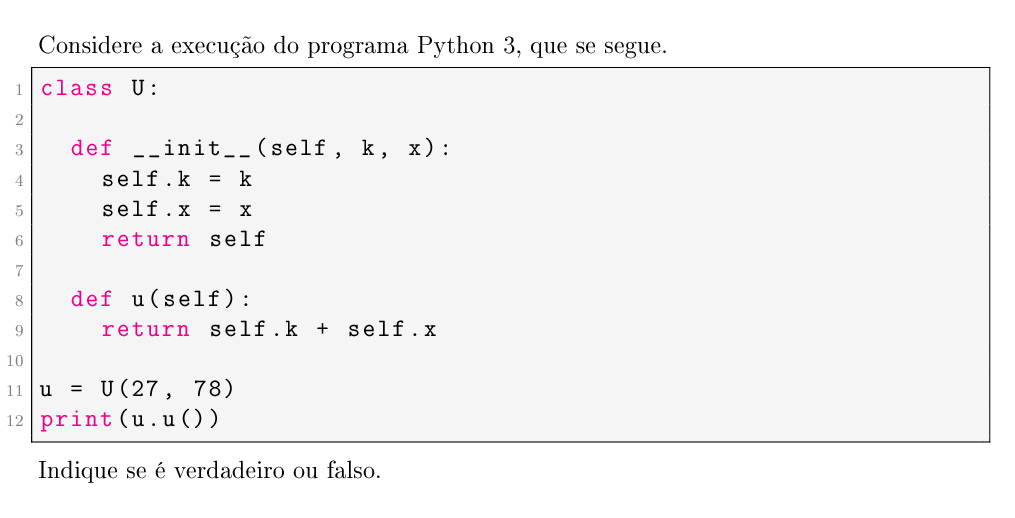 Considere a execução do programa Python 3, que se segue.
1 class U:
2
3   def __init__(self, k, x):
4     self.k = k
5     self.x = x
6     return self
7
8   def u(self):
9     return self.k + self.x
10
11 u = U(27, 78)
12 print(u.u())
Indique se é verdadeiro ou falso.